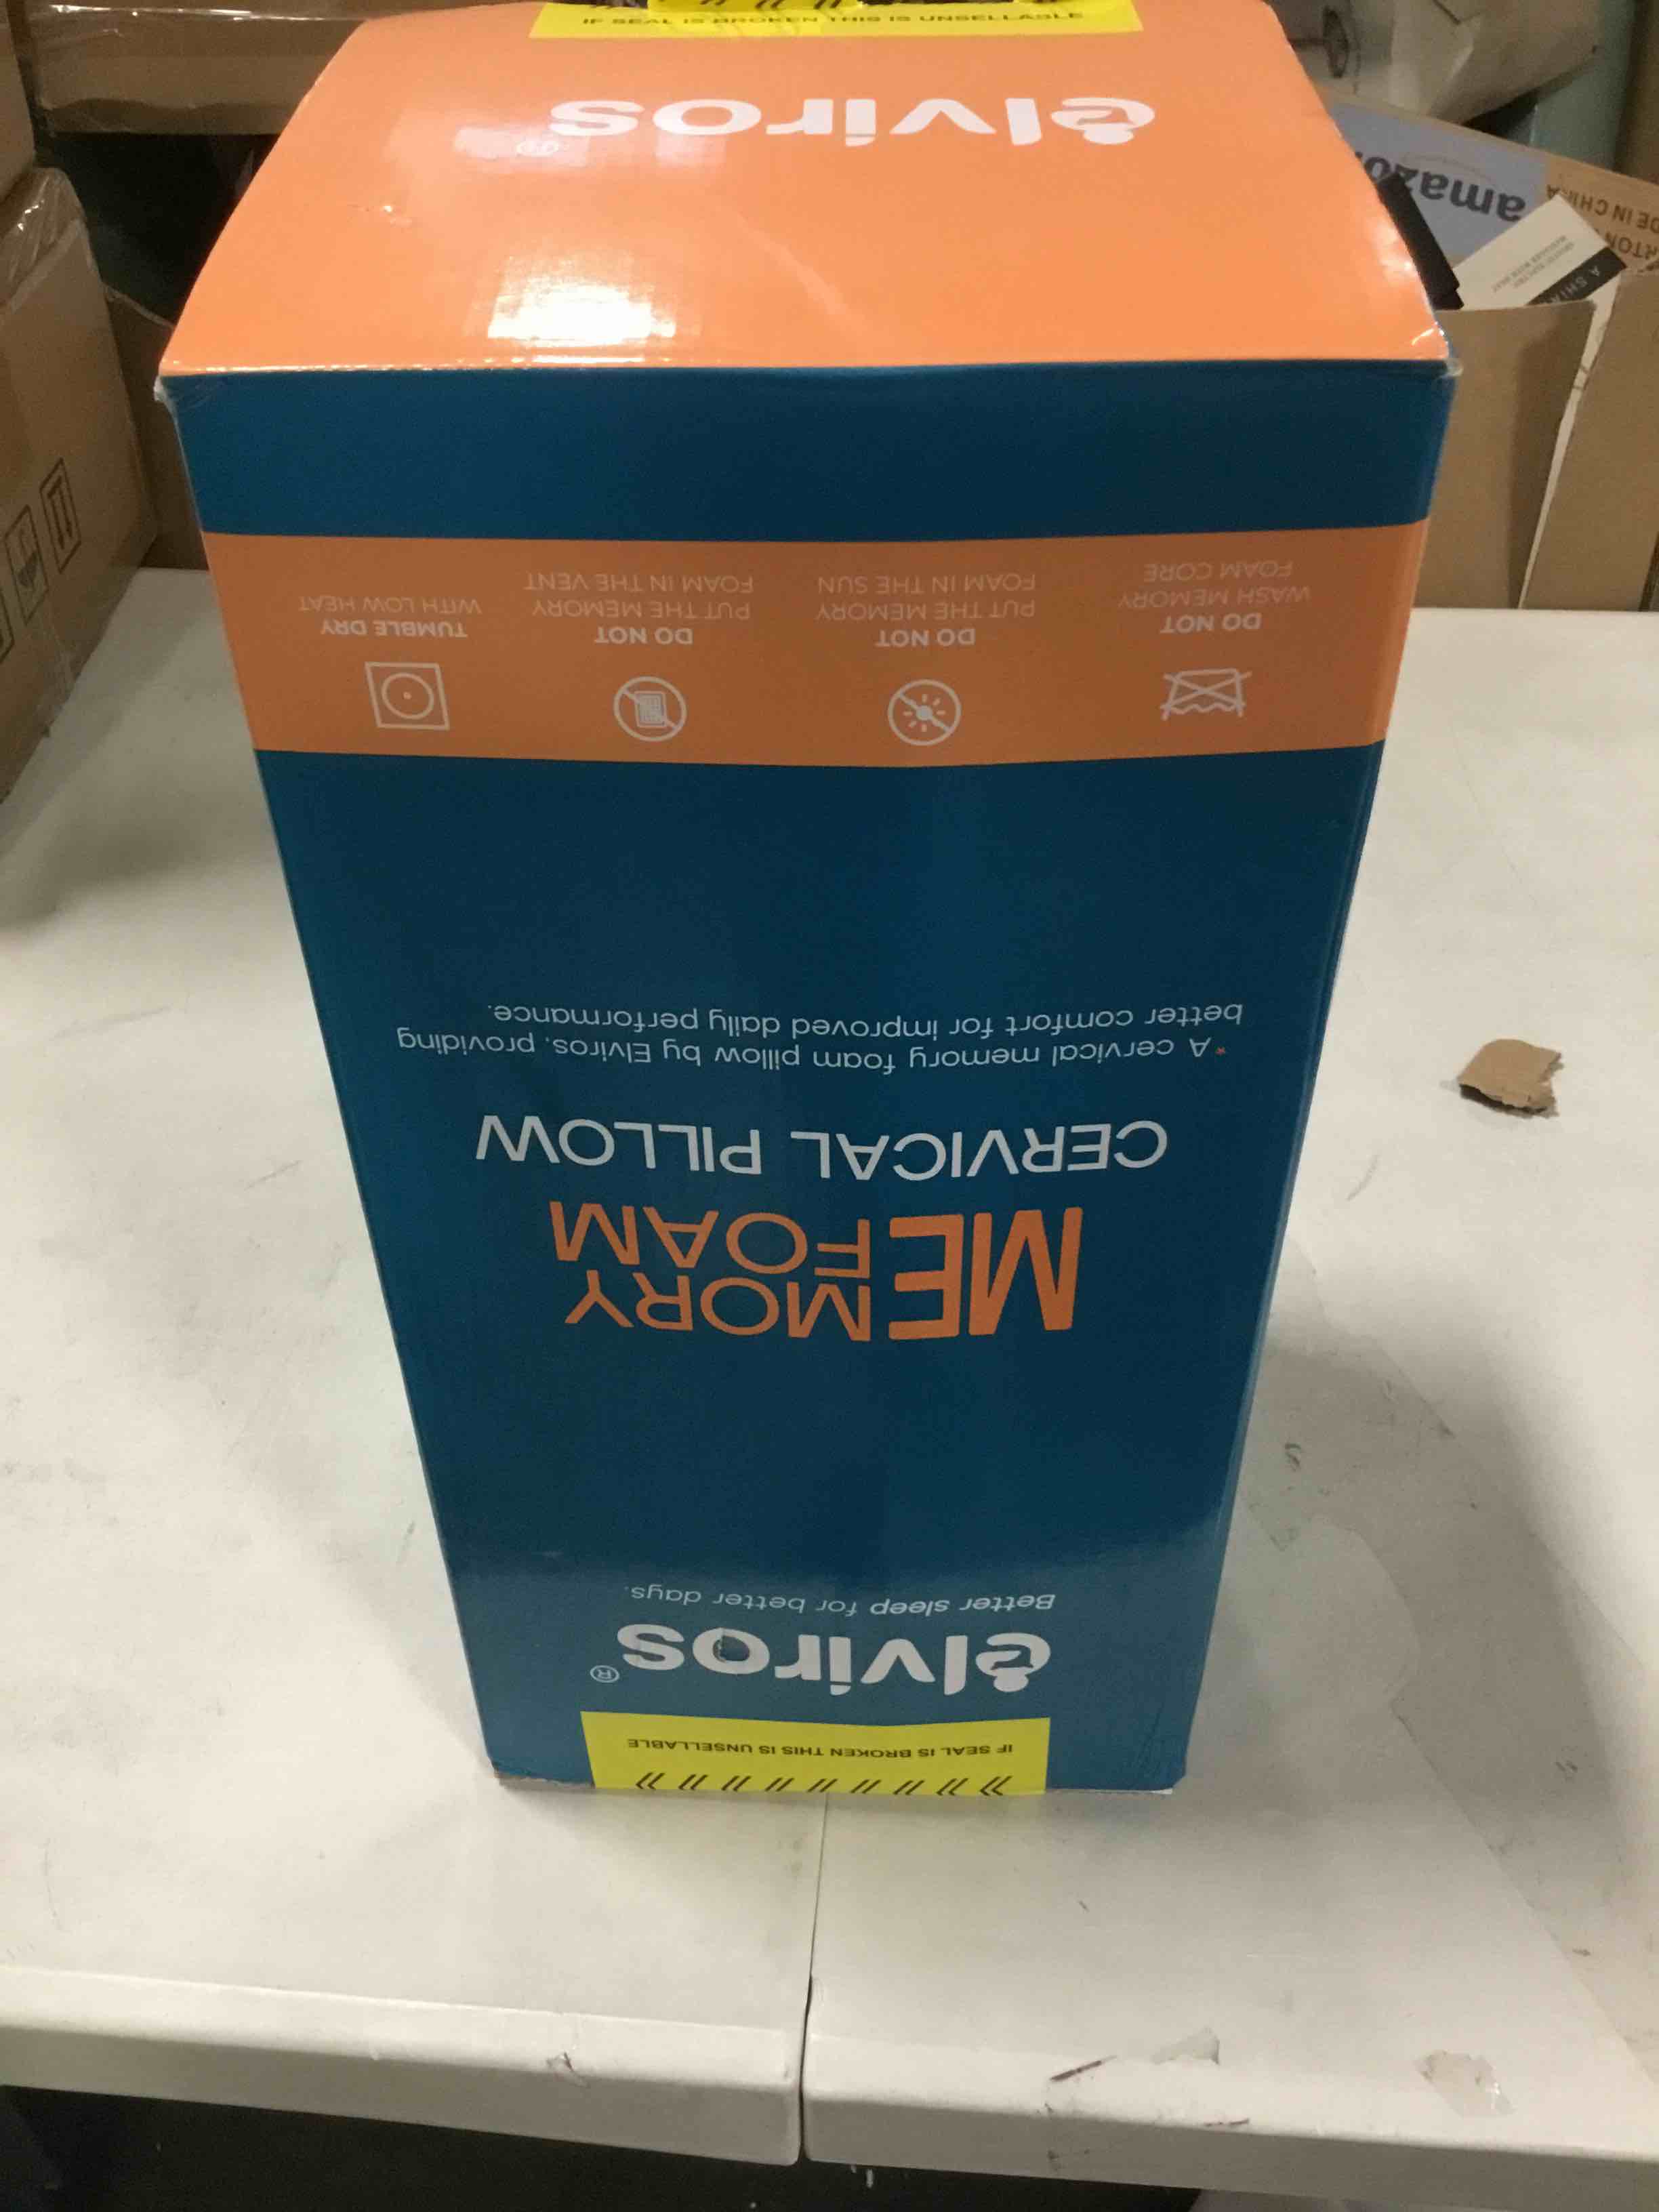 IF SEAL IS BROKEN THIS IS UNSELLABLE
elviros®
Better sleep for better days.
MEMORY
FOAM
CERVICAL PILLOW
* A cervical memory foam pillow by Elviros, providing
better comfort for improved daily performance.
DO NOT
WASH MEMORY
FOAM CORE
DO NOT
PUT THE MEMORY
FOAM IN THE SUN
DO NOT
PUT THE MEMORY
FOAM IN THE VENT
TUMBLE DRY
WITH LOW HEAT
elviros®
IF SEAL IS BROKEN THIS IS UNSELLABLE
amazo
IN CHINA